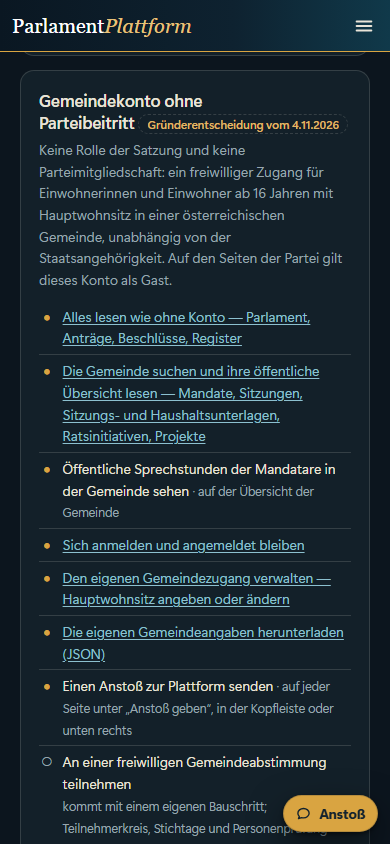 ParlamentPlattform
Gemeindekonto ohne
Parteibeitritt Gründerentscheidung vom 4.11.2026
Keine Rolle der Satzung und keine
Parteimitgliedschaft: ein freiwilliger Zugang für
Einwohnerinnen und Einwohner ab 16 Jahren mit
Hauptwohnsitz in einer österreichischen
Gemeinde, unabhängig von der
Staatsangehörigkeit. Auf den Seiten der Partei gilt
dieses Konto als Gast.
Alles lesen wie ohne Konto — Parlament,
Anträge, Beschlüsse, Register
Die Gemeinde suchen und ihre öffentliche
Übersicht lesen — Mandate, Sitzungen,
Sitzungs- und Haushaltsunterlagen,
Ratsinitiativen, Projekte
Öffentliche Sprechstunden der Mandatare in
der Gemeinde sehen · auf der Übersicht der
Gemeinde
Sich anmelden und angemeldet bleiben
Den eigenen Gemeindezugang verwalten —
Hauptwohnsitz angeben oder ändern
Die eigenen Gemeindeangaben herunterladen
(JSON)
Einen Anstoß zur Plattform senden · auf jeder
Seite unter „Anstoß geben“, in der Kopfleiste oder
unten rechts
An einer freiwilligen Gemeindeabstimmung
teilnehmen
kommt mit einem eigenen Bauschritt;
Teilnehmerkreis, Stichtage und
Anstoß